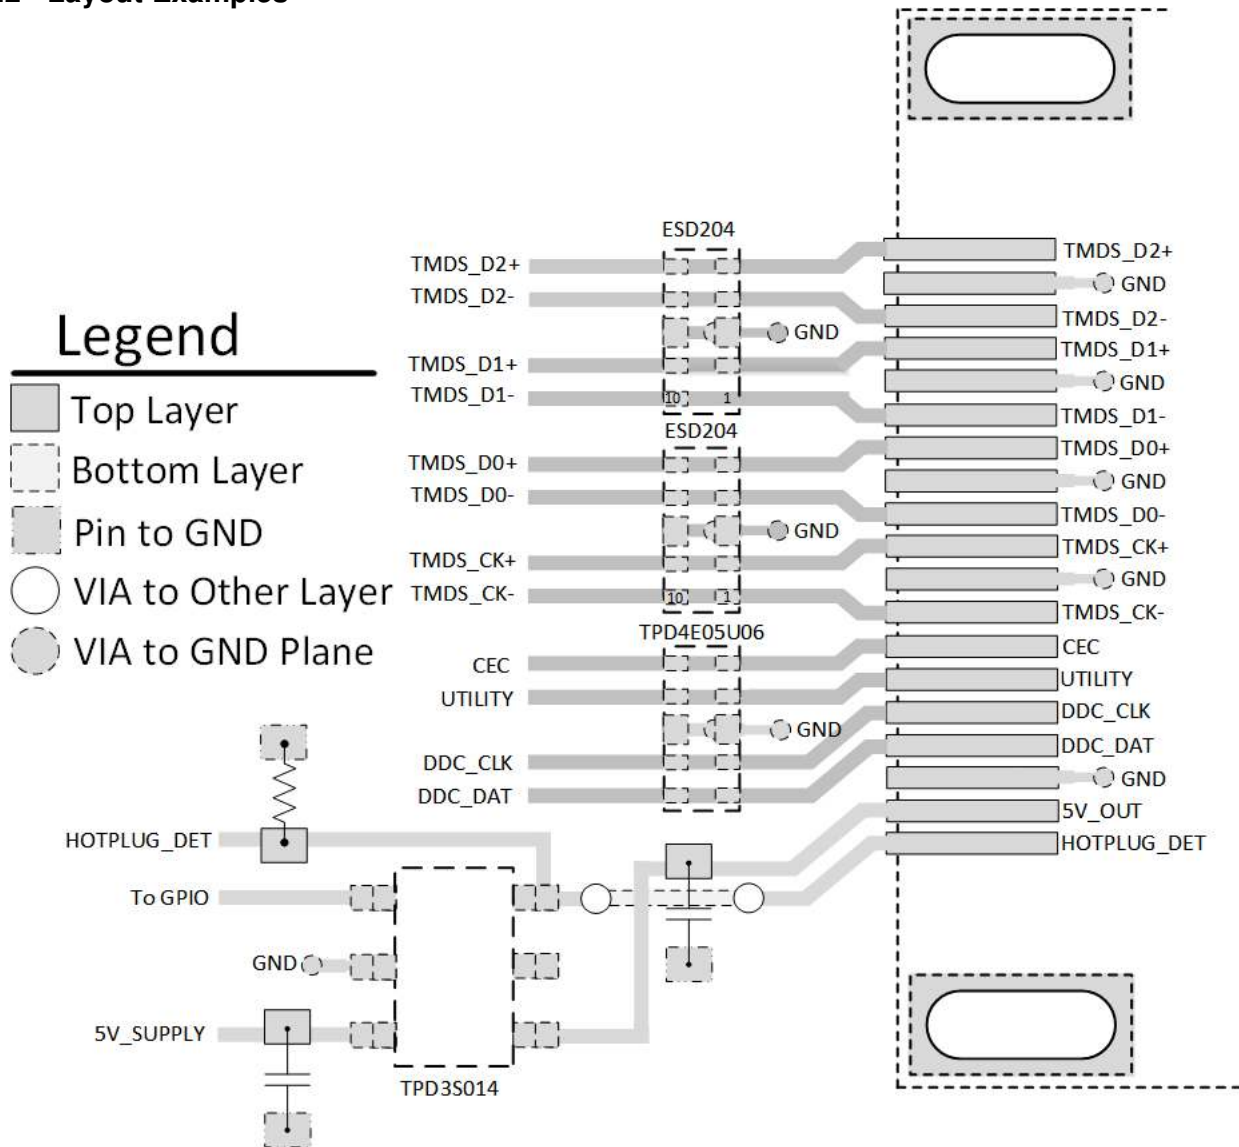 Layout Examples
ESD204
TMDS_D2+
TMDS_D2-
GND
TMDS_D1+
TMDS_D1-
10 1
ESD204
TMDS_D0+
TMDS_D0-
GND
TMDS_CK+
TMDS_CK-
10 1
TPD4E05U06
CEC
UTILITY
GND
DDC_CLK
DDC_DAT
TMDS_D2+
GND
TMDS_D2-
TMDS_D1+
GND
TMDS_D1-
TMDS_D0+
GND
TMDS_D0-
TMDS_CK+
GND
TMDS_CK-
CEC
UTILITY
DDC_CLK
DDC_DAT
GND
5V_OUT
HOTPLUG_DET
Legend
Top Layer
Bottom Layer
Pin to GND
VIA to Other Layer
VIA to GND Plane
HOTPLUG_DET
To GPIO
GND
5V_SUPPLY
TPD3S014